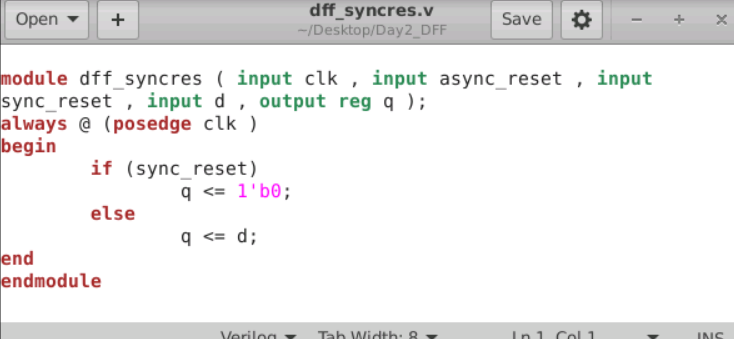 Open
+
dff_syncres.v
~/Desktop/Day2_DFF
Save
module dff_syncres ( input clk , input async_reset , input
sync_reset , input d , output reg q );
always @ (posedge clk )
begin
if (sync_reset)
q <= 1'b0;
else
q <= d;
end
endmodule
Verilog Tab Width: 8 Ln 1, Col 1 INS